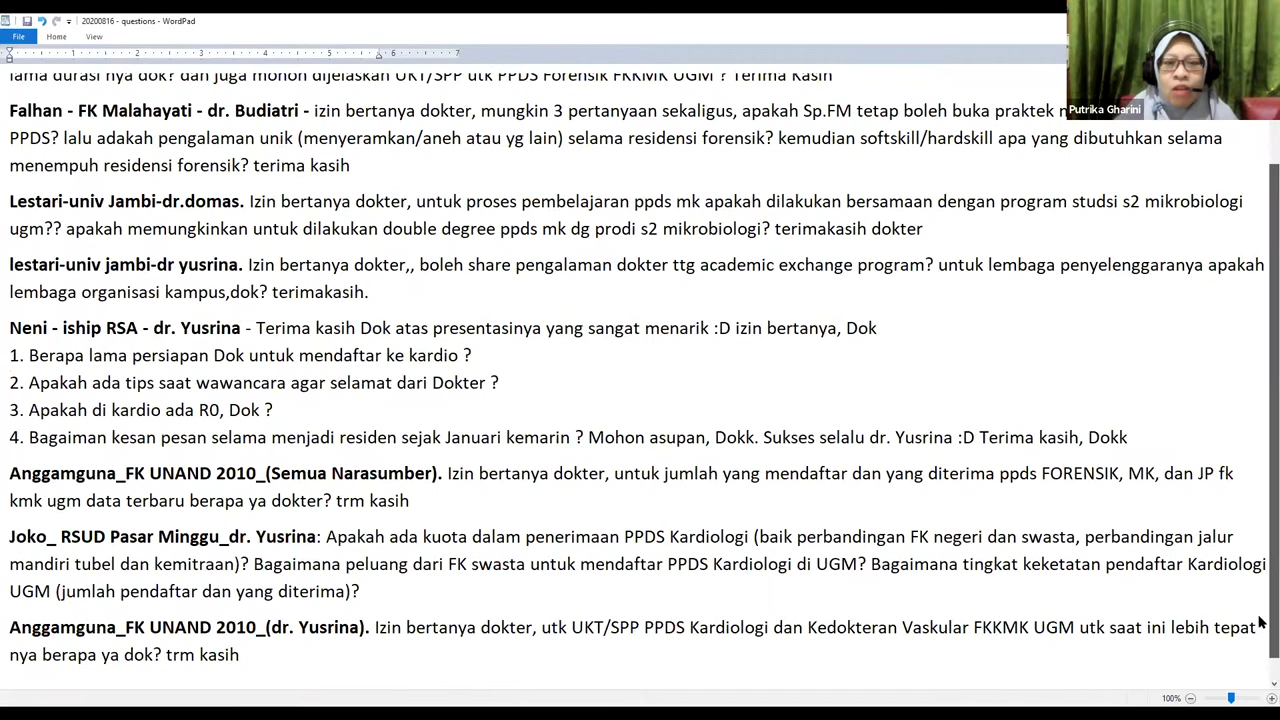 20200816 - questions - WordPad
File Home View
1 2 3 4 5 6 7
lama durasi nya dok? dan juga mohon dijelaskan UKT/SPP utk PPDS Forensik FKKMK UGM ? Terima Kasih
Putrika Gharini
Falhan - FK Malahayati - dr. Budiatri - izin bertanya dokter, mungkin 3 pertanyaan sekaligus, apakah Sp.FM tetap boleh buka praktek
PPDS? lalu adakah pengalaman unik (menyeramkan/aneh atau yg lain) selama residensi forensik? kemudian softskill/hardskill apa yang dibutuhkan selama
menempuh residensi forensik? terima kasih
Lestari-univ Jambi-dr.domas. Izin bertanya dokter, untuk proses pembelajaran ppds mk apakah dilakukan bersamaan dengan program studsi s2 mikrobiologi
ugm?? apakah memungkinkan untuk dilakukan double degree ppds mk dg prodi s2 mikrobiologi? terimakasih dokter
lestari-univ jambi-dr yusrina. Izin bertanya dokter,, boleh share pengalaman dokter ttg academic exchange program? untuk lembaga penyelenggaranya apakah
lembaga organisasi kampus,dok? terimakasih.
Neni - iship RSA - dr. Yusrina - Terima kasih Dok atas presentasinya yang sangat menarik :D izin bertanya, Dok
1. Berapa lama persiapan Dok untuk mendaftar ke kardio ?
2. Apakah ada tips saat wawancara agar selamat dari Dokter ?
3. Apakah di kardio ada R0, Dok ?
4. Bagaiman kesan pesan selama menjadi residen sejak Januari kemarin ? Mohon asupan, Dokk. Sukses selalu dr. Yusrina :D Terima kasih, Dokk
Anggamguna_FK UNAND 2010_(Semua Narasumber). Izin bertanya dokter, untuk jumlah yang mendaftar dan yang diterima ppds FORENSIK, MK, dan JP fk
kmk ugm data terbaru berapa ya dokter? trm kasih
Joko_ RSUD Pasar Minggu_dr. Yusrina: Apakah ada kuota dalam penerimaan PPDS Kardiologi (baik perbandingan FK negeri dan swasta, perbandingan jalur
mandiri tubel dan kemitraan)? Bagaimana peluang dari FK swasta untuk mendaftar PPDS Kardiologi di UGM? Bagaimana tingkat keketatan pendaftar Kardiologi
UGM (jumlah pendaftar dan yang diterima)?
Anggamguna_FK UNAND 2010_(dr. Yusrina). Izin bertanya dokter, utk UKT/SPP PPDS Kardiologi dan Kedokteran Vaskular FKKMK UGM utk saat ini lebih tepat
nya berapa ya dok? trm kasih
100%